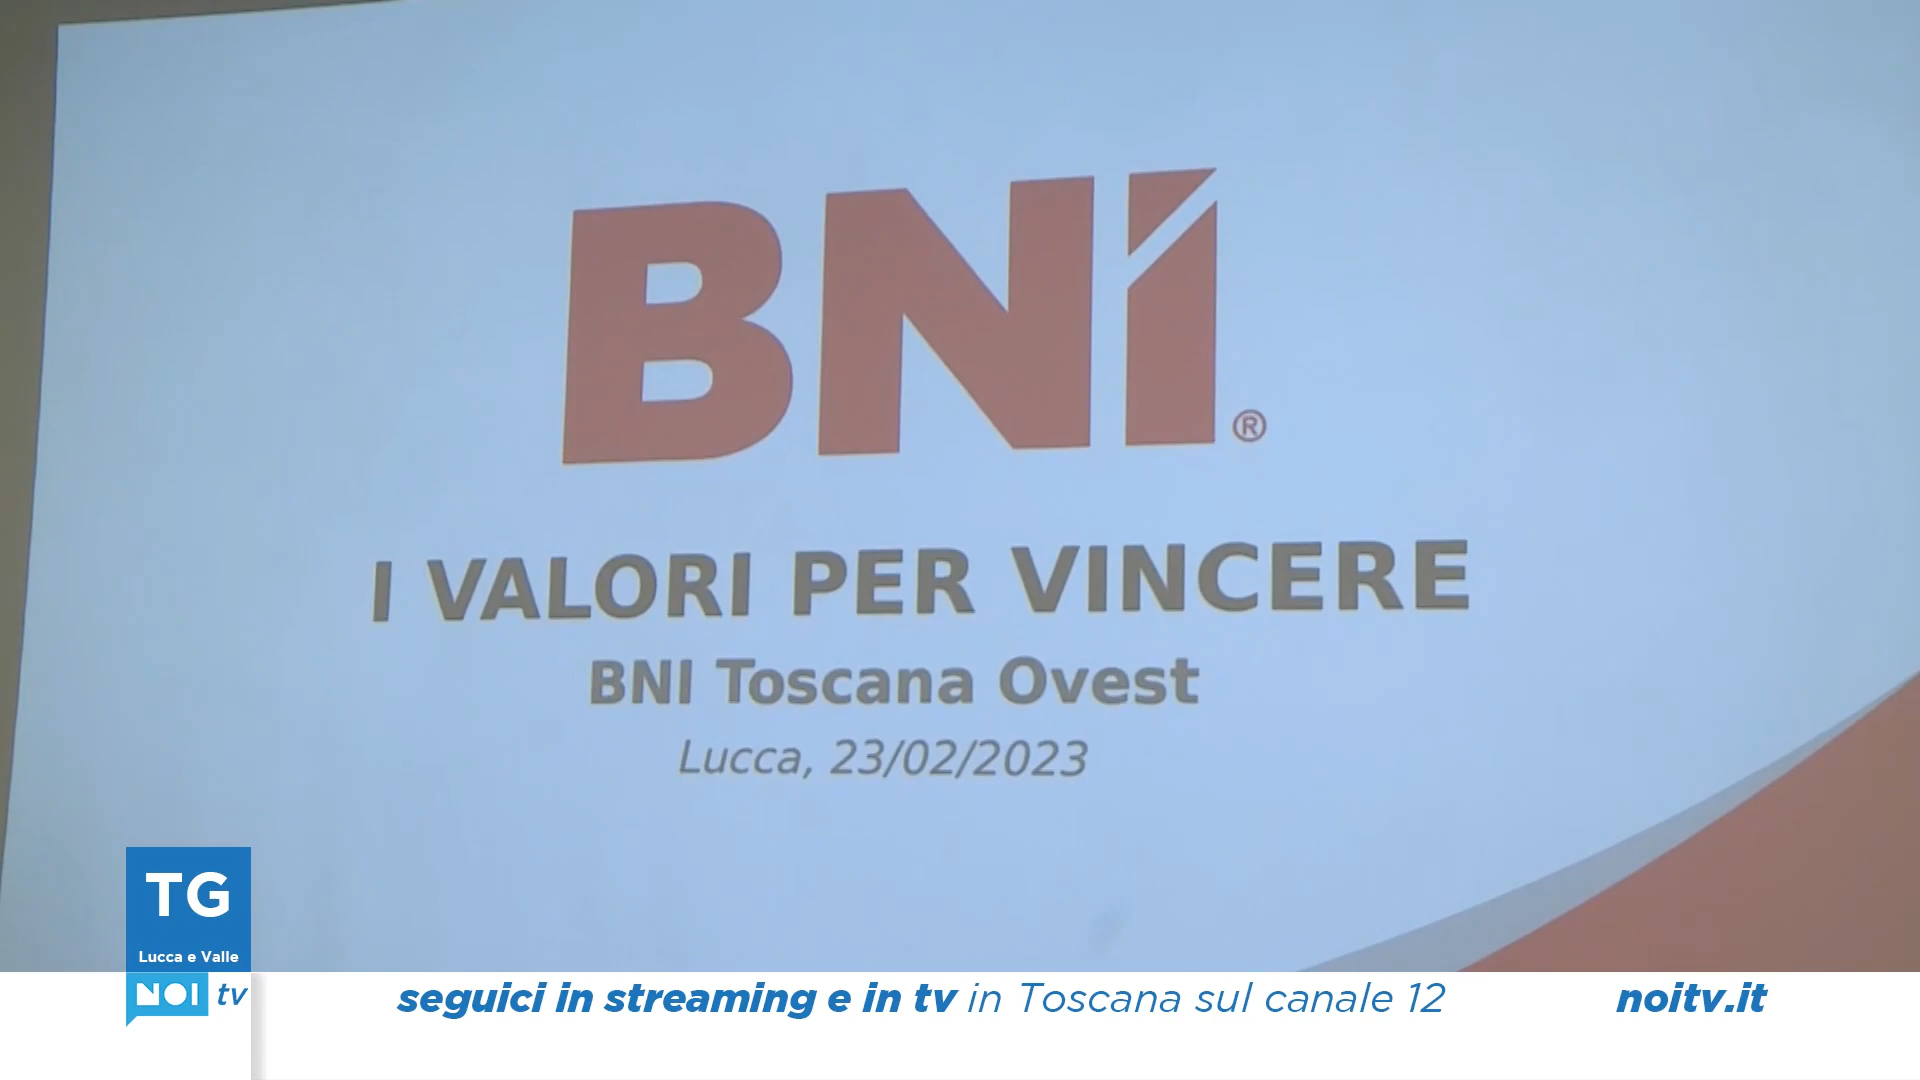 BNI®
I VALORI PER VINCERE
BNI Toscana Ovest
Lucca, 23/02/2023
TG
Lucca e Valle
NOI tv
seguici in streaming e in tv in Toscana sul canale 12
noitv.it